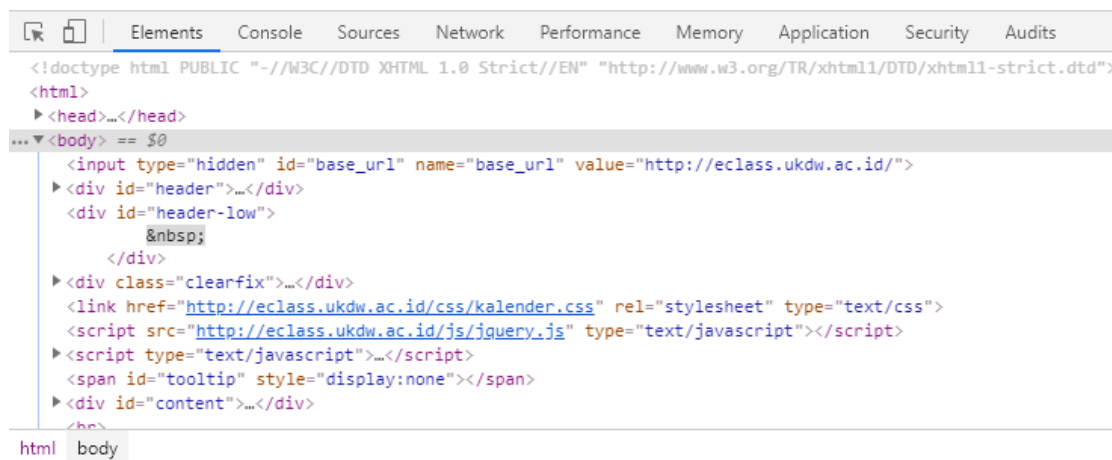 Elements Console Sources Network Performance Memory Application Security Audits
<!doctype html PUBLIC "-//W3C//DTD XHTML 1.0 Strict//EN" "http://www.w3.org/TR/xhtml1/DTD/xhtml1-strict.dtd">
<html>
<head>…</head>
… <body> == $0
<input type="hidden" id="base_url" name="base_url" value="http://eclass.ukdw.ac.id/">
<div id="header">…</div>
<div id="header-low">
&nbsp;
</div>
<div class="clearfix">…</div>
<link href="http://eclass.ukdw.ac.id/css/kalender.css" rel="stylesheet" type="text/css">
<script src="http://eclass.ukdw.ac.id/js/jquery.js" type="text/javascript"></script>
<script type="text/javascript">…</script>
<span id="tooltip" style="display:none"></span>
<div id="content">…</div>
<br>
html body